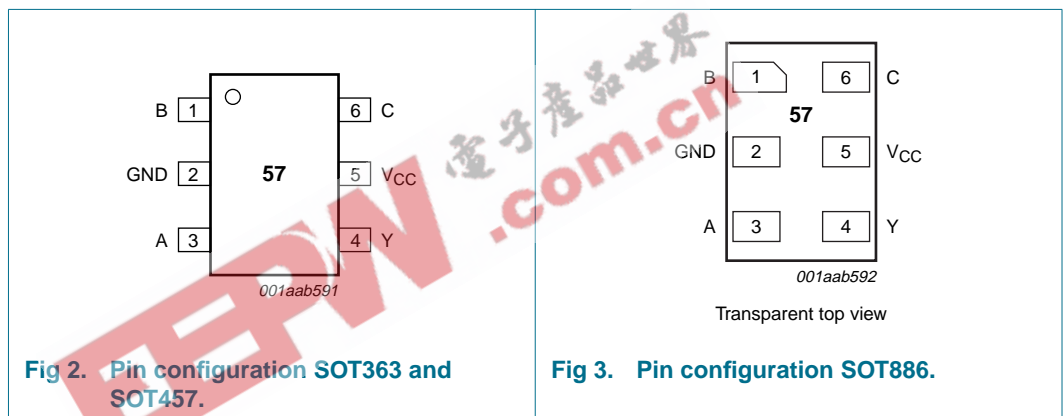 B 1 6 C
GND 2 57 5 VCC
A 3 4 Y
001aab591
Fig 2. Pin configuration SOT363 and
SOT457.
B 1 6 C
57
GND 2 5 VCC
A 3 4 Y
001aab592
Transparent top view
Fig 3. Pin configuration SOT886.
EEPW.com.cn
電子產品世界